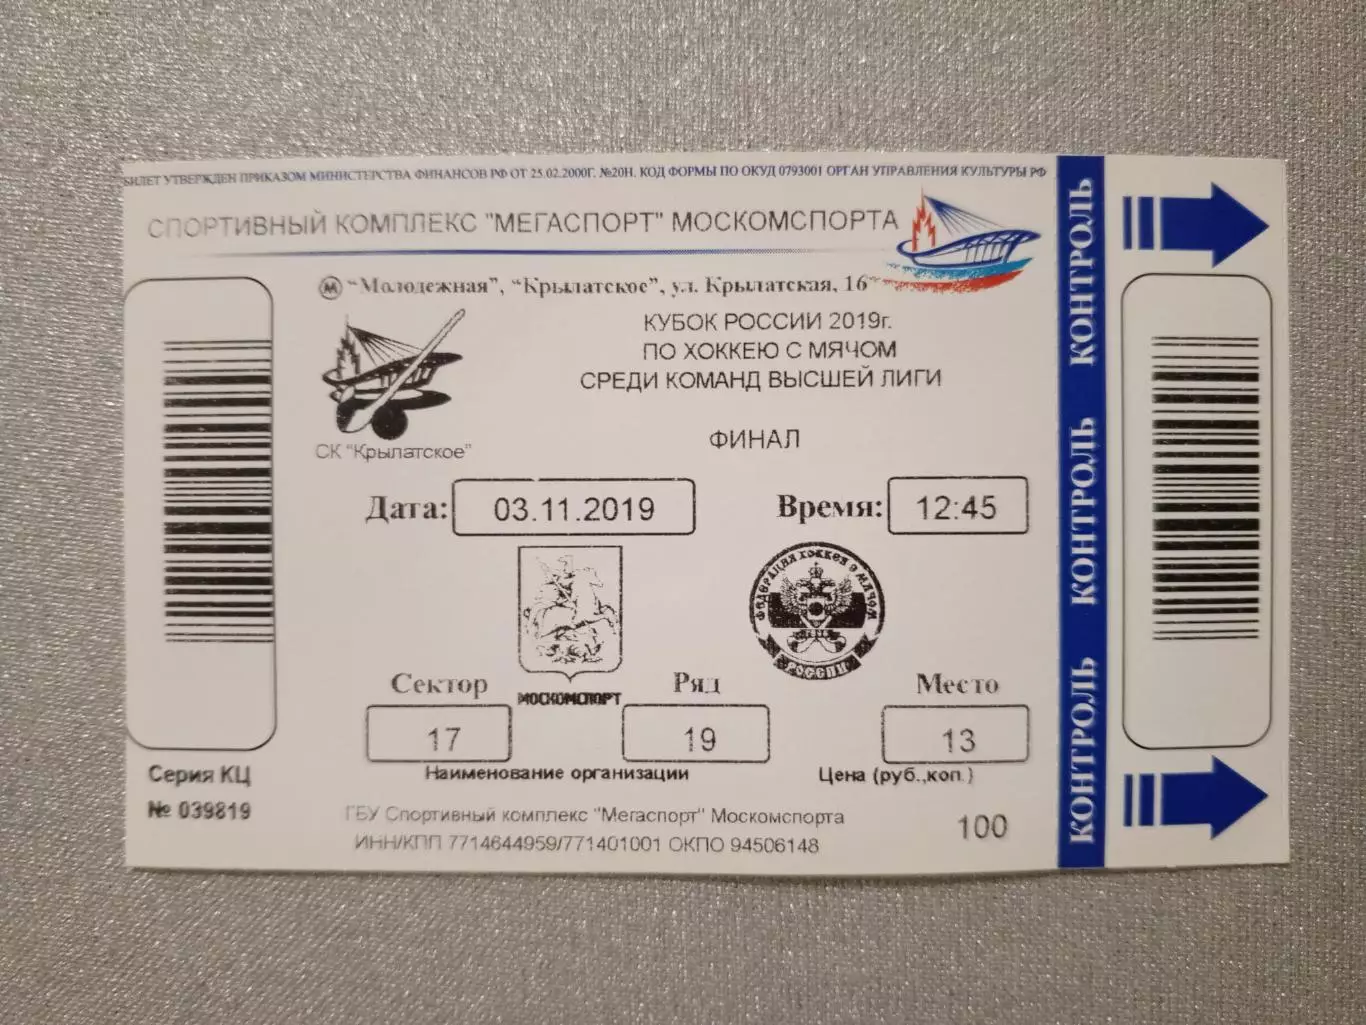 БИЛЕТ УТВЕРЖДЕН ПРИКАЗОМ МИНИСТЕРСТВА ФИНАНСОВ РФ ОТ 25.02.2000Г. №20Н. КОД ФОРМЫ ПО ОКУД 0793001 ОРГАН УПРАВЛЕНИЯ КУЛЬТУРЫ РФ
СПОРТИВНЫЙ КОМПЛЕКС "МЕГАСПОРТ" МОСКОМСПОРТА
М "Молодежная", "Крылатское", ул. Крылатская, 16
КУБОК РОССИИ 2019г.
ПО ХОККЕЮ С МЯЧОМ
СРЕДИ КОМАНД ВЫСШЕЙ ЛИГИ
СК "Крылатское"
ФИНАЛ
Дата: 03.11.2019 Время: 12:45
ФЕДЕРАЦИЯ ХОККЕЯ С МЯЧОМ
РОССИИ
МОСКОМСПОРТ
Сектор Ряд Место
17 19 13
Наименование организации Цена (руб.,коп.)
Серия КЦ
№ 039819
ГБУ Спортивный комплекс "Мегаспорт" Москомспорта
ИНН/КПП 7714644959/771401001 ОКПО 94506148
100
КОНТРОЛЬ
КОНТРОЛЬ
КОНТРОЛЬ